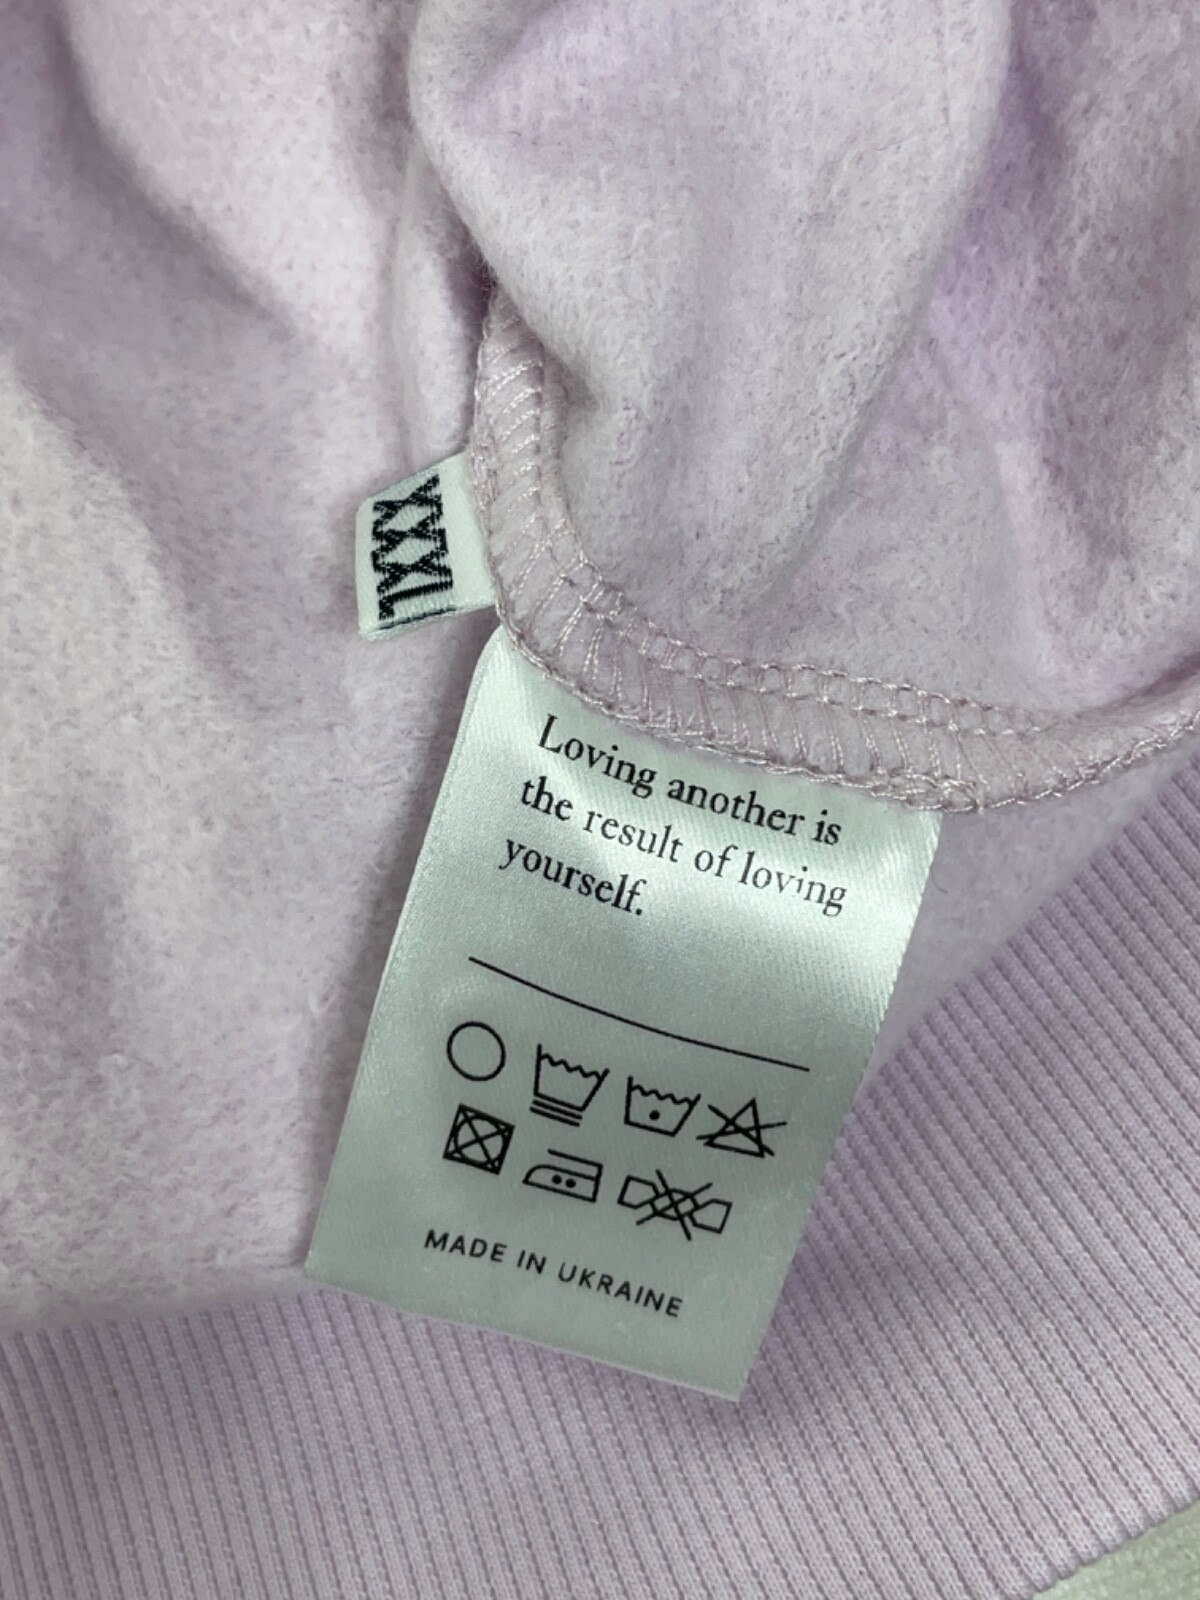 XXXL
Loving another is
the result of loving
yourself.
MADE IN UKRAINE